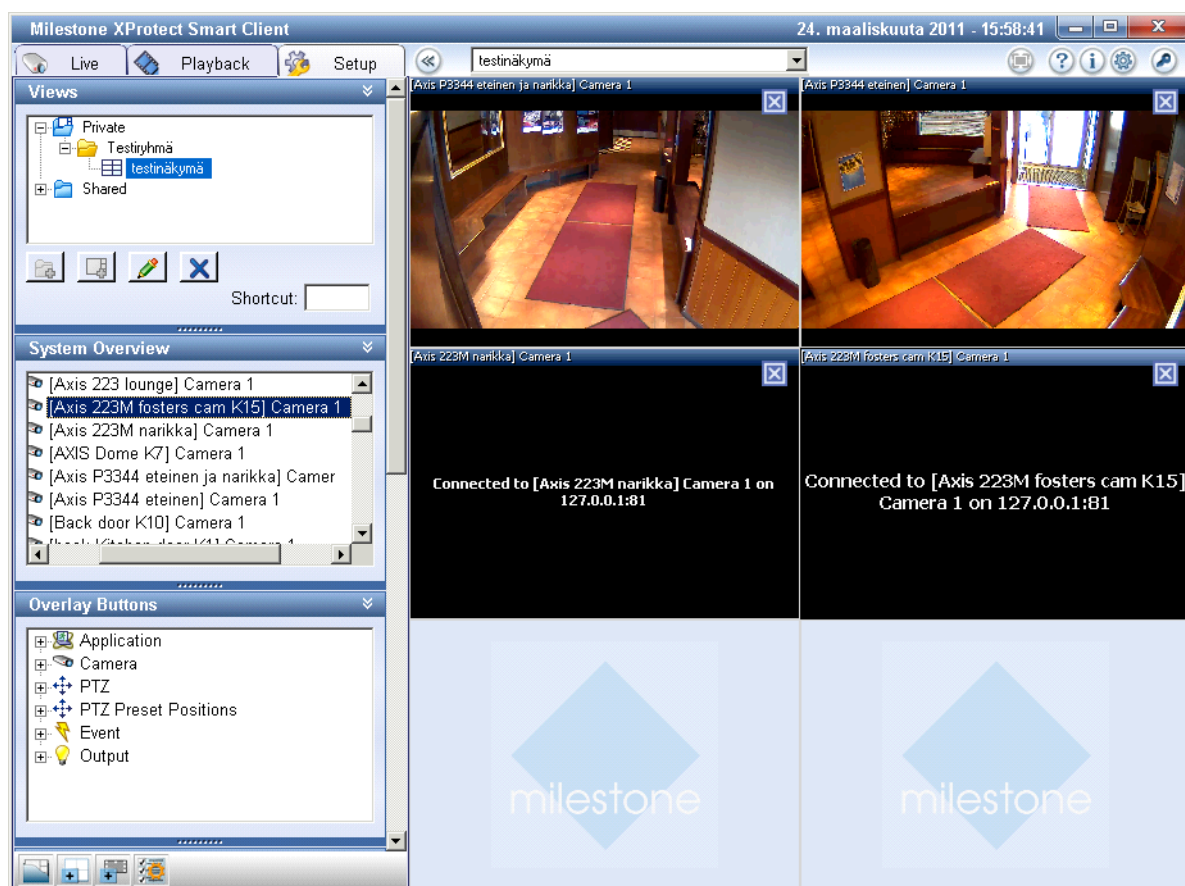 Milestone XProtect Smart Client
24. maaliskuuta 2011 - 15:58:41
Live
Playback
Setup
testinäkymä
Views
Private
Testiryhmä
testinäkymä
Shared
Shortcut:
System Overview
[Axis 223 lounge] Camera 1
[Axis 223M fosters cam K15] Camera 1
[Axis 223M narikka] Camera 1
[AXIS Dome K7] Camera 1
[Axis P3344 eteinen ja narikka] Camer
[Axis P3344 eteinen] Camera 1
[Back door K10] Camera 1
[back Kitchen door K1] Camera 1
Overlay Buttons
Application
Camera
PTZ
PTZ Preset Positions
Event
Output
[Axis P3344 eteinen ja narikka] Camera 1
[Axis P3344 eteinen] Camera 1
[Axis 223M narikka] Camera 1
[Axis 223M fosters cam K15] Camera 1
Connected to [Axis 223M narikka] Camera 1 on
127.0.0.1:81
Connected to [Axis 223M fosters cam K15]
Camera 1 on 127.0.0.1:81
milestone
milestone